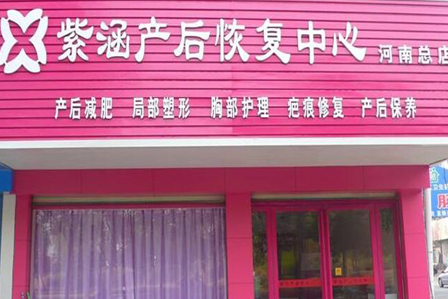 紫涵产后恢复中心 河南总店
产后减肥 局部塑形 胸部护理 疤痕修复 产后保养